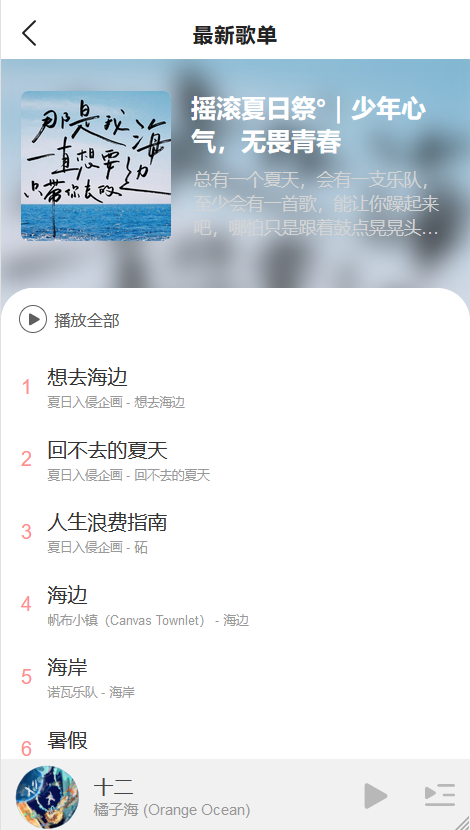 最新歌单
那是我
一直想要
海边
只带你去的
摇滚夏日祭°｜少年心
气，无畏青春
总有一个夏天，会有一支乐队，
至少会有一首歌，能让你躁起来
吧，哪怕只是跟着鼓点晃晃头...
播放全部
1
想去海边
夏日入侵企画 - 想去海边
2
回不去的夏天
夏日入侵企画 - 回不去的夏天
3
人生浪费指南
夏日入侵企画 - 砳
4
海边
帆布小镇（Canvas Townlet） - 海边
5
海岸
诺瓦乐队 - 海岸
6
暑假
十二
橘子海 (Orange Ocean)